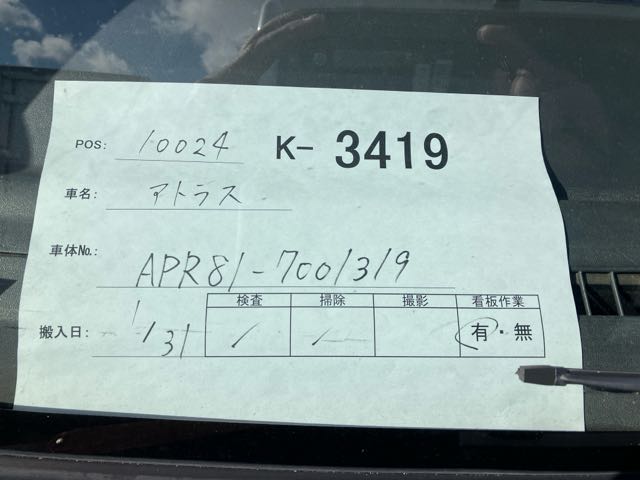 POS: 10024 K- 3419
車名: アトラス
車体No.: APR81-7001319
検査 掃除 撮影 看板作業
搬入日: 1/31 有・無